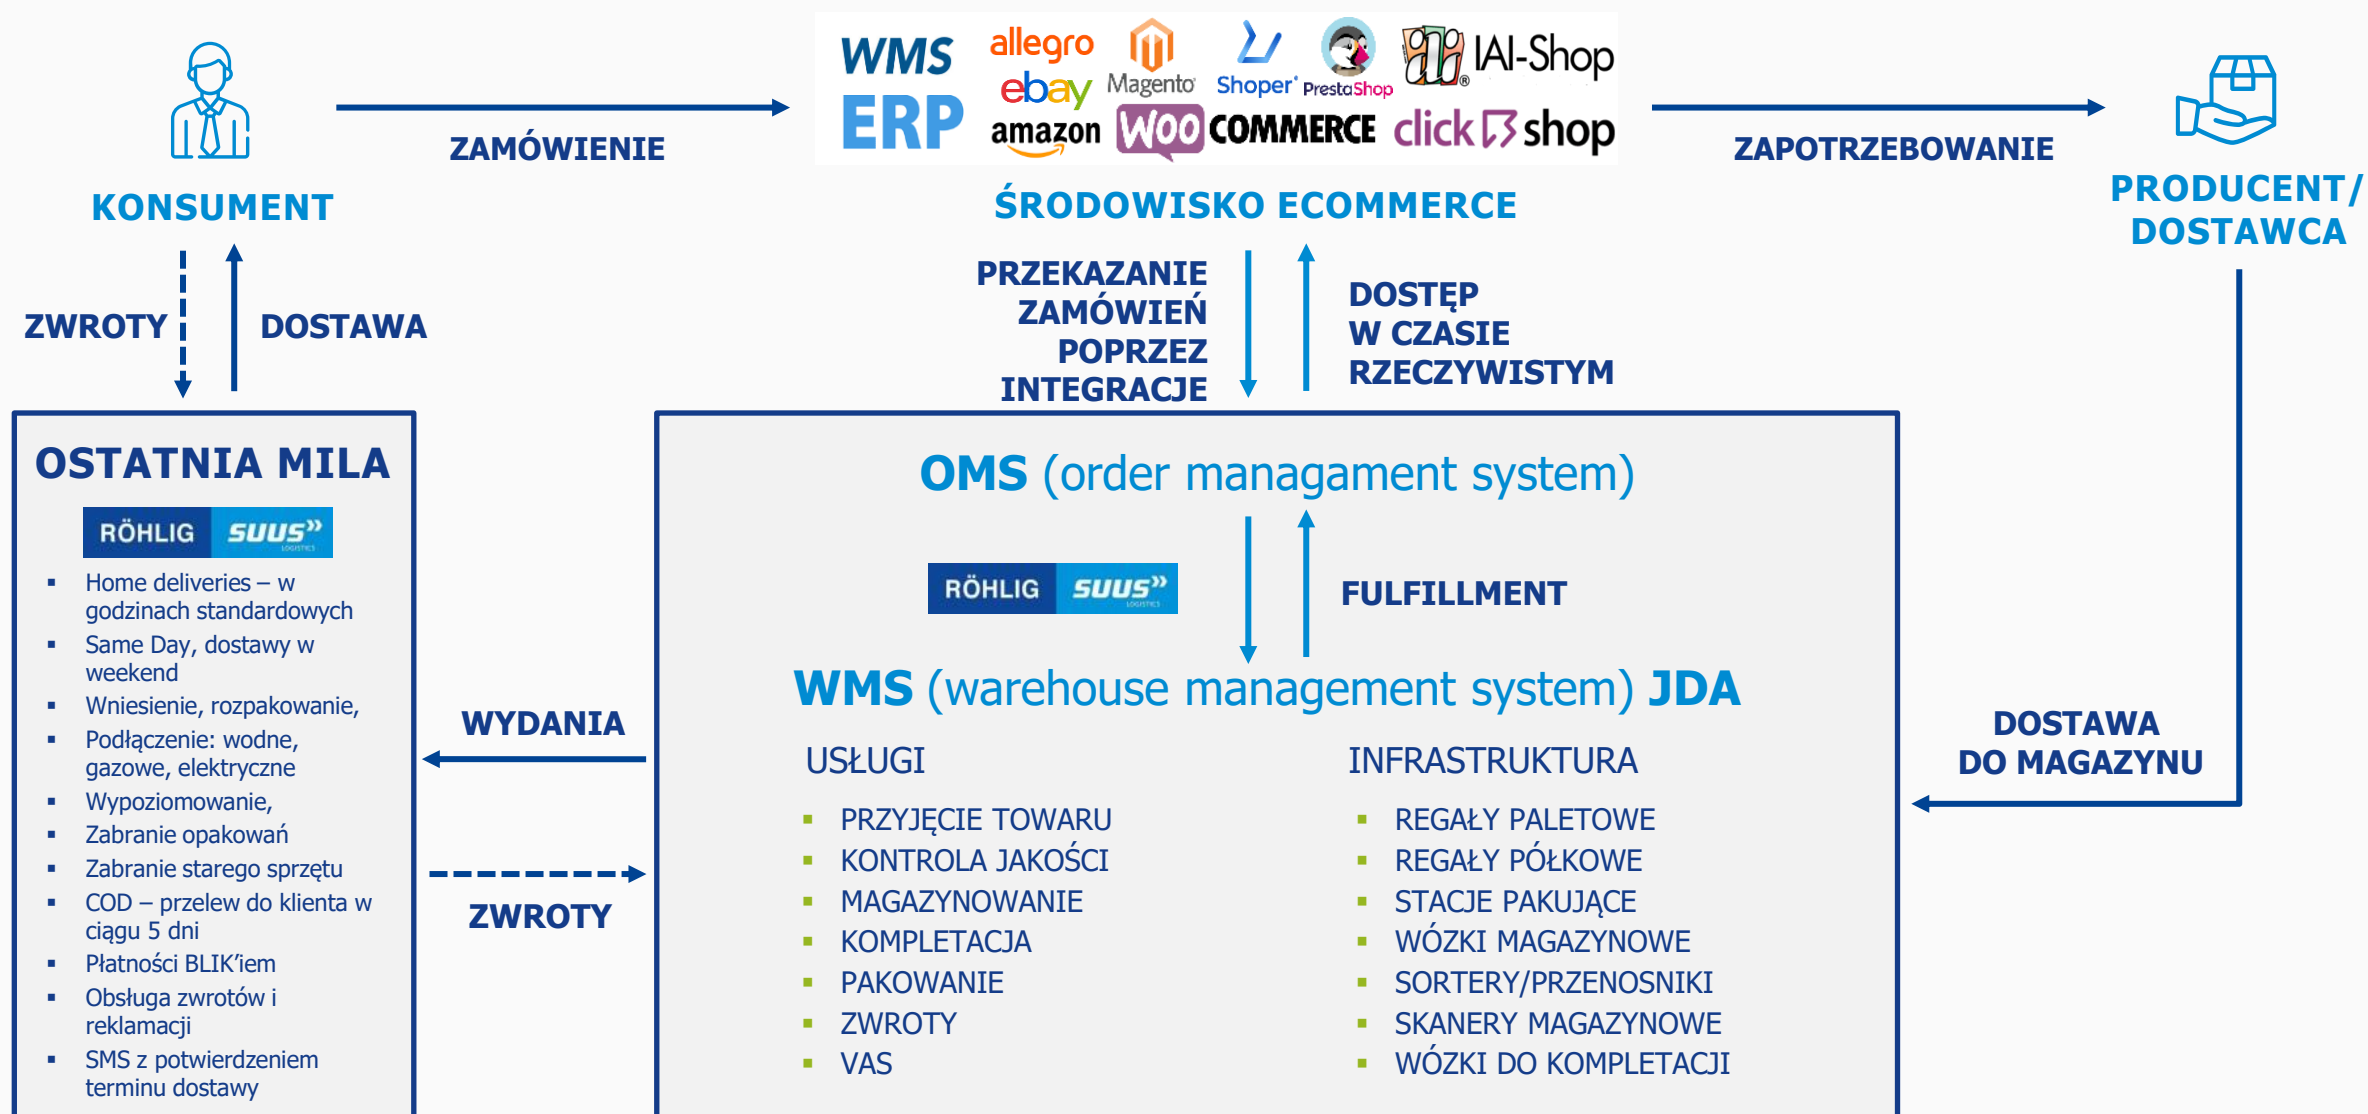 WMS
ERP
allegro
ebay
amazon
Magento
Shoper
PrestaShop
IAI-Shop
WOO COMMERCE
click shop
ZAMÓWIENIE
ZAPOTRZEBOWANIE
KONSUMENT
ŚRODOWISKO ECOMMERCE
PRODUCENT/
DOSTAWCA
ZWROTY
DOSTAWA
PRZEKAZANIE
ZAMÓWIEŃ
POPRZEZ
INTEGRACJE
DOSTĘP
W CZASIE
RZECZYWISTYM
OSTATNIA MILA
RÖHLIG SUUS
LOGISTICS
▪ Home deliveries – w
godzinach standardowych
▪ Same Day, dostawy w
weekend
▪ Wniesienie, rozpakowanie,
▪ Podłączenie: wodne,
gazowe, elektryczne
▪ Wypoziomowanie,
▪ Zabranie opakowań
▪ Zabranie starego sprzętu
▪ COD – przelew do klienta w
ciągu 5 dni
▪ Płatności BLIK’iem
▪ Obsługa zwrotów i
reklamacji
▪ SMS z potwierdzeniem
terminu dostawy
WYDANIA
ZWROTY
OMS (order managament system)
RÖHLIG SUUS
LOGISTICS
FULFILLMENT
WMS (warehouse management system) JDA
USŁUGI
▪ PRZYJĘCIE TOWARU
▪ KONTROLA JAKOŚCI
▪ MAGAZYNOWANIE
▪ KOMPLETACJA
▪ PAKOWANIE
▪ ZWROTY
▪ VAS
INFRASTRUKTURA
▪ REGAŁY PALETOWE
▪ REGAŁY PÓŁKOWE
▪ STACJE PAKUJĄCE
▪ WÓZKI MAGAZYNOWE
▪ SORTERY/PRZENOSNIKI
▪ SKANERY MAGAZYNOWE
▪ WÓZKI DO KOMPLETACJI
DOSTAWA
DO MAGAZYNU